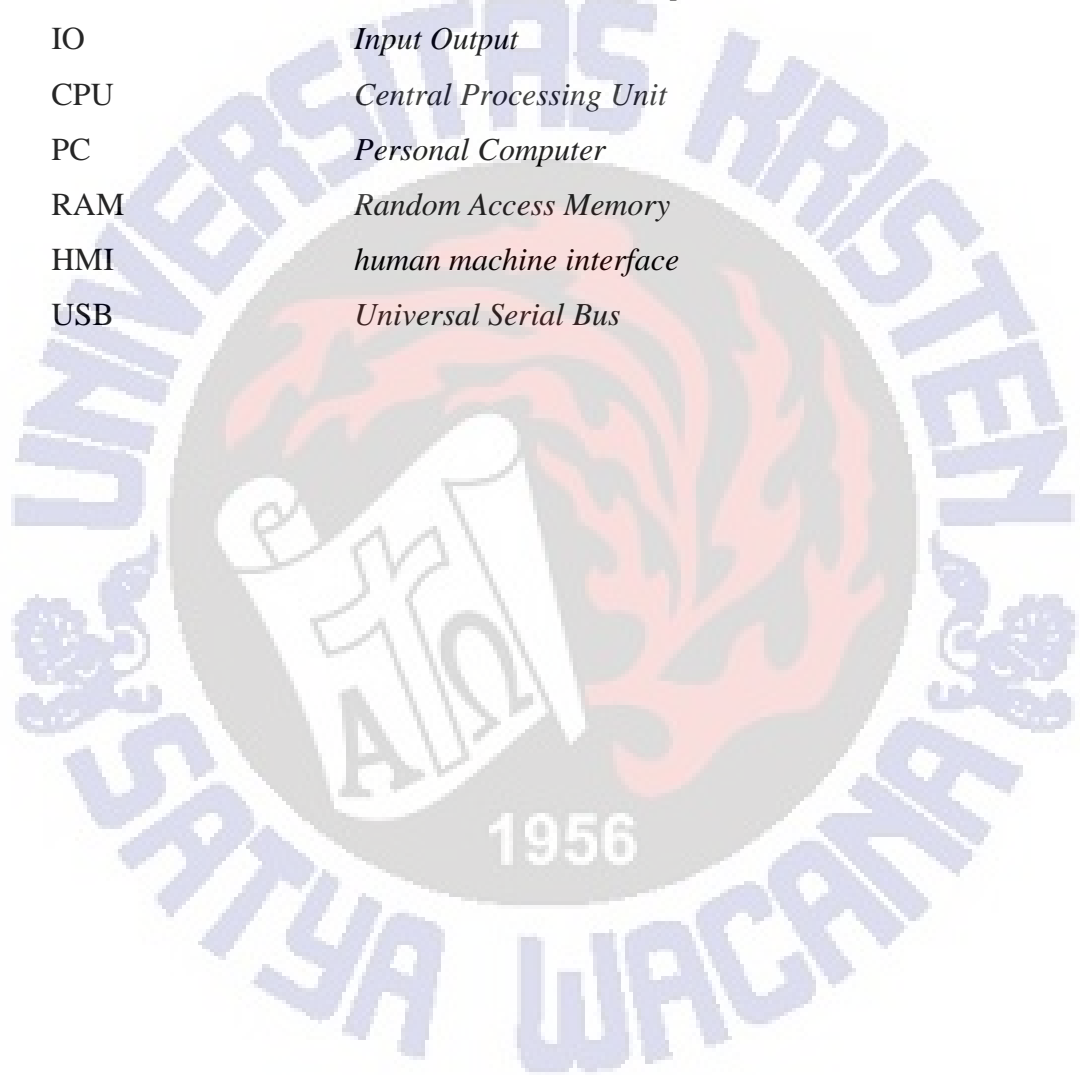 IO Input Output
CPU Central Processing Unit
PC Personal Computer
RAM Random Access Memory
HMI human machine interface
USB Universal Serial Bus
UNIVERSITAS KRISTEN
Α Ω
1956
SATYA WACANA